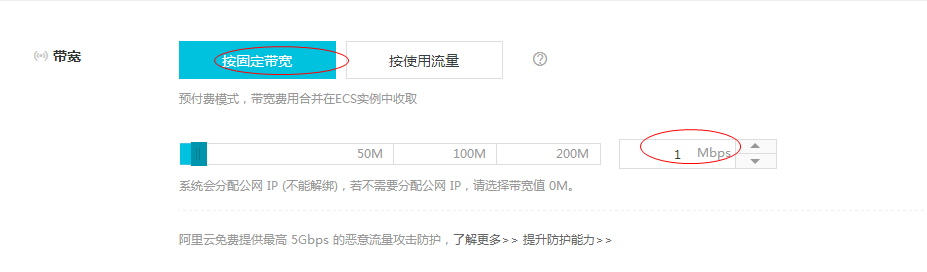 带宽 按固定带宽 按使用流量
预付费模式，带宽费用合并在ECS实例中收取
50M 100M 200M 1 Mbps
系统会分配公网 IP (不能解绑)，若不需要分配公网 IP，请选择带宽值 0M。
阿里云免费提供最高 5Gbps 的恶意流量攻击防护，了解更多>> 提升防护能力>>